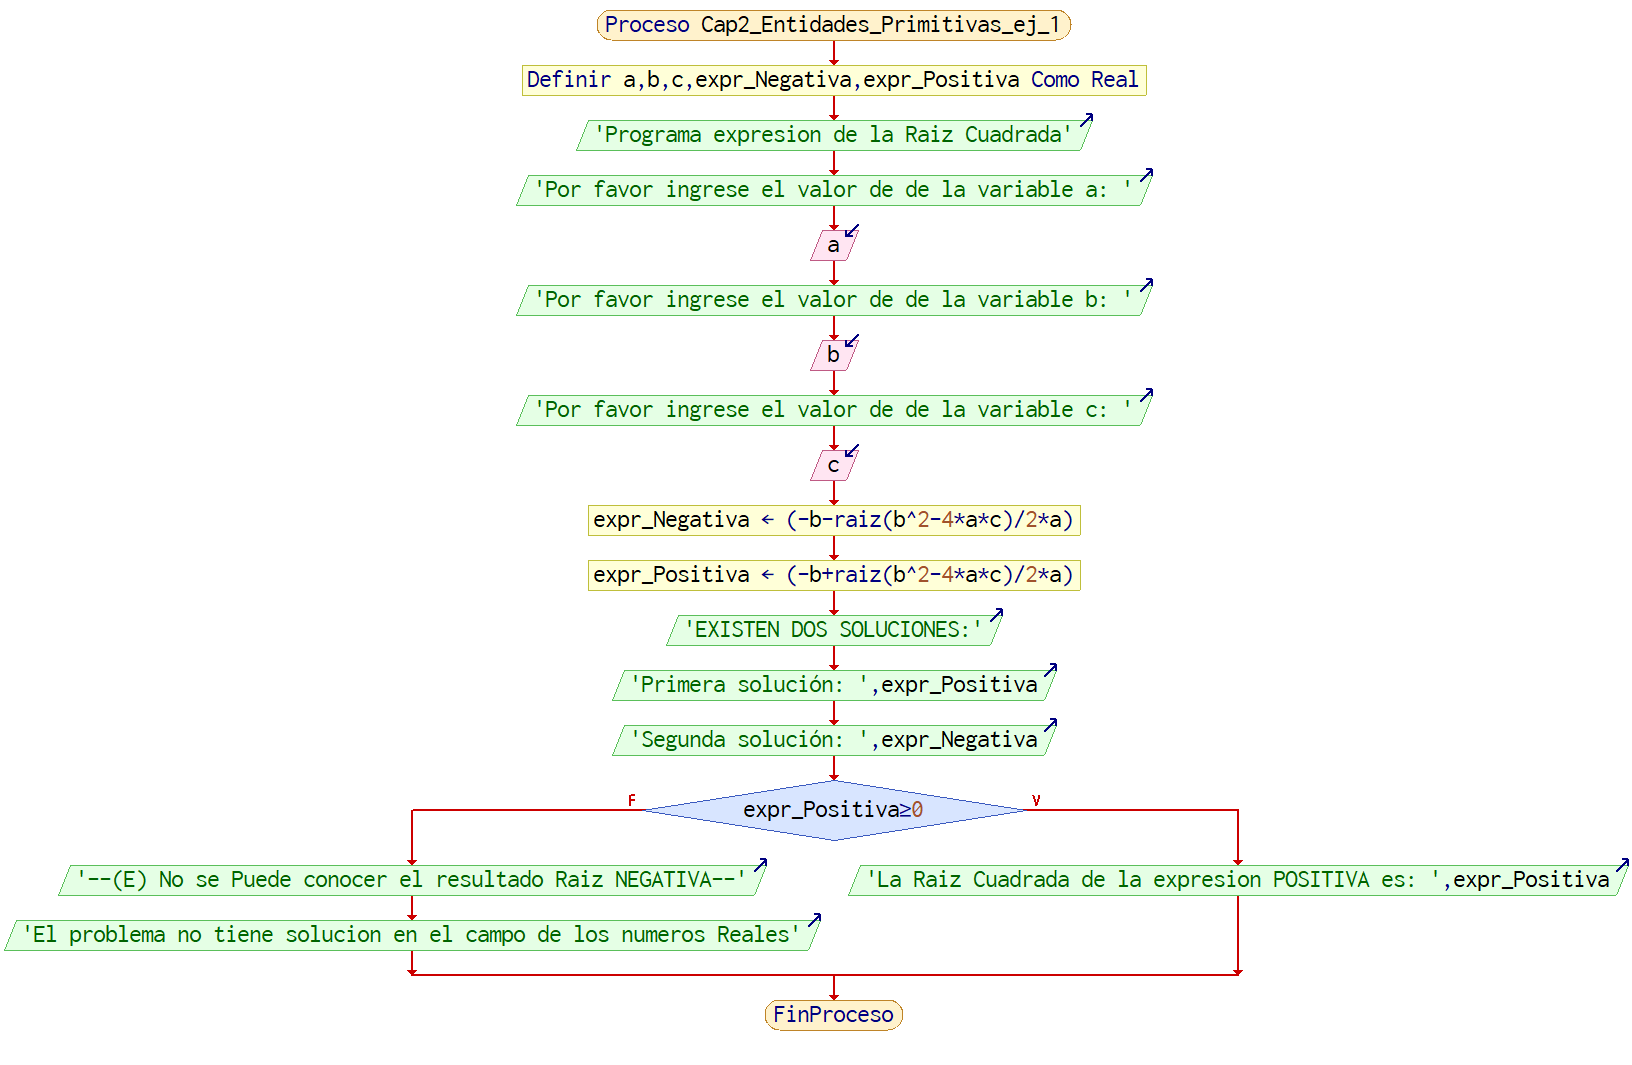 Proceso Cap2_Entidades_Primitivas_ej_1
Definir a,b,c,expr_Negativa,expr_Positiva Como Real
'Programa expresion de la Raiz Cuadrada'
'Por favor ingrese el valor de de la variable a: '
a
'Por favor ingrese el valor de de la variable b: '
b
'Por favor ingrese el valor de de la variable c: '
c
expr_Negativa ← (-b-raiz(b^2-4*a*c)/2*a)
expr_Positiva ← (-b+raiz(b^2-4*a*c)/2*a)
'EXISTEN DOS SOLUCIONES:'
'Primera solución: ',expr_Positiva
'Segunda solución: ',expr_Negativa
F
V
expr_Positiva≥0
'--(E) No se Puede conocer el resultado Raiz NEGATIVA--'
'La Raiz Cuadrada de la expresion POSITIVA es: ',expr_Positiva
'El problema no tiene solucion en el campo de los numeros Reales'
FinProceso